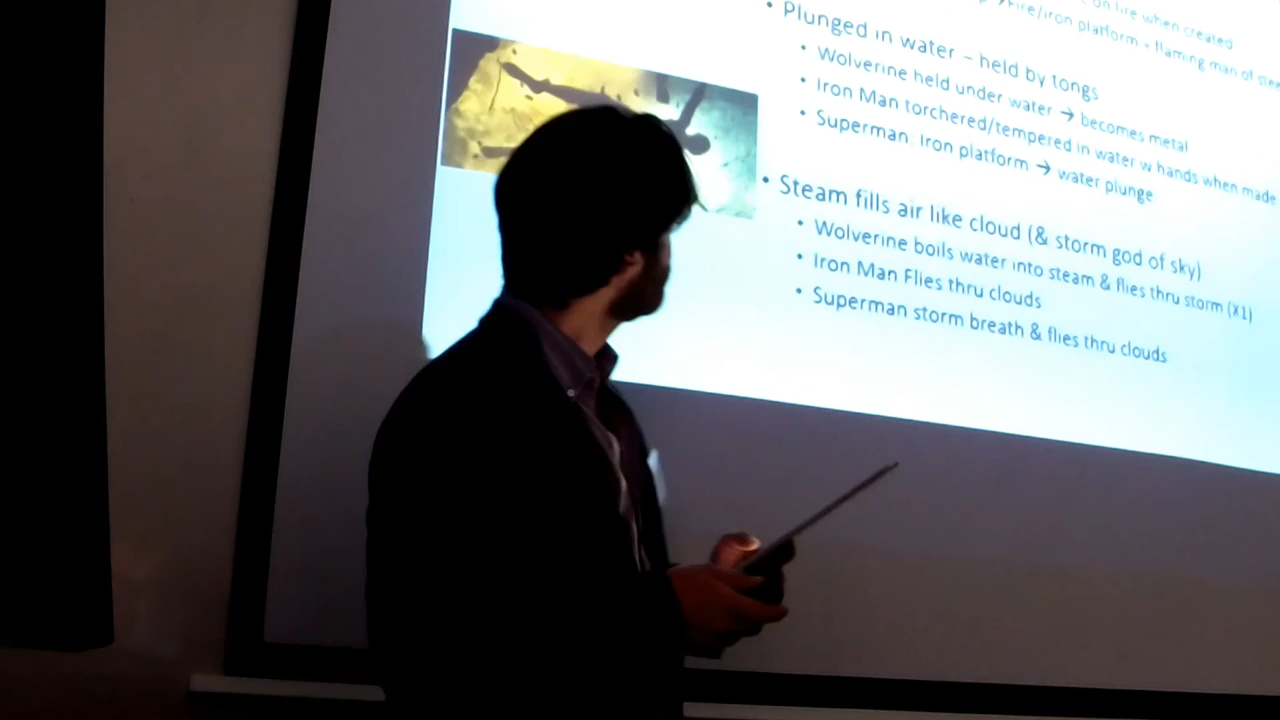 on fire when created
Fire/iron platform + flaming man of
• Plunged in water – held by tongs
• Wolverine held under water → becomes metal
• Iron Man torchered/tempered in water w hands when made
• Superman: Iron platform → water plunge
• Steam fills air like cloud (& storm god of sky)
• Wolverine boils water into steam & flies thru storm (X1)
• Iron Man Flies thru clouds
• Superman storm breath & flies thru clouds